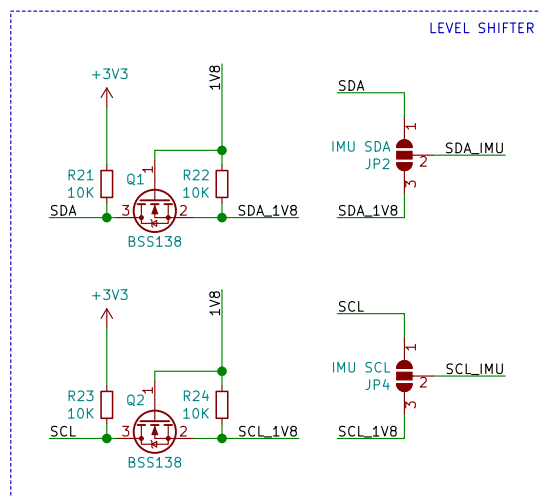 LEVEL SHIFTER
+3V3
1V8
SDA
1
IMU SDA
JP2
2
SDA_IMU
3
SDA_1V8
R21
10K
Q1
1
R22
10K
SDA
3
2
SDA_1V8
BSS138
+3V3
1V8
SCL
1
IMU SCL
JP4
2
SCL_IMU
3
SCL_1V8
R23
10K
Q2
1
R24
10K
SCL
3
2
SCL_1V8
BSS138